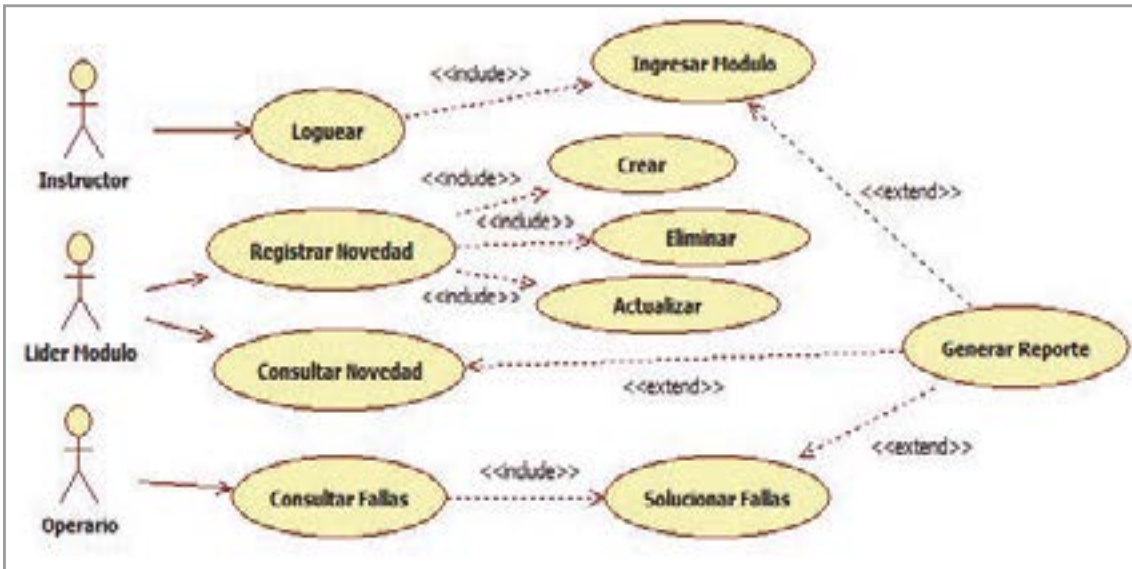 Ingresar Modulo
<<include>>
Loguear
Instructor
<<include>>
Crear
<<extend>>
<<include>>
Registrar Novedad
Eliminar
<<include>>
Actualizar
Lider Modulo
Consultar Novedad
Generar Reporte
<<extend>>
<<extend>>
<<include>>
Consultar Fallas
Solucionar Fallas
Operario